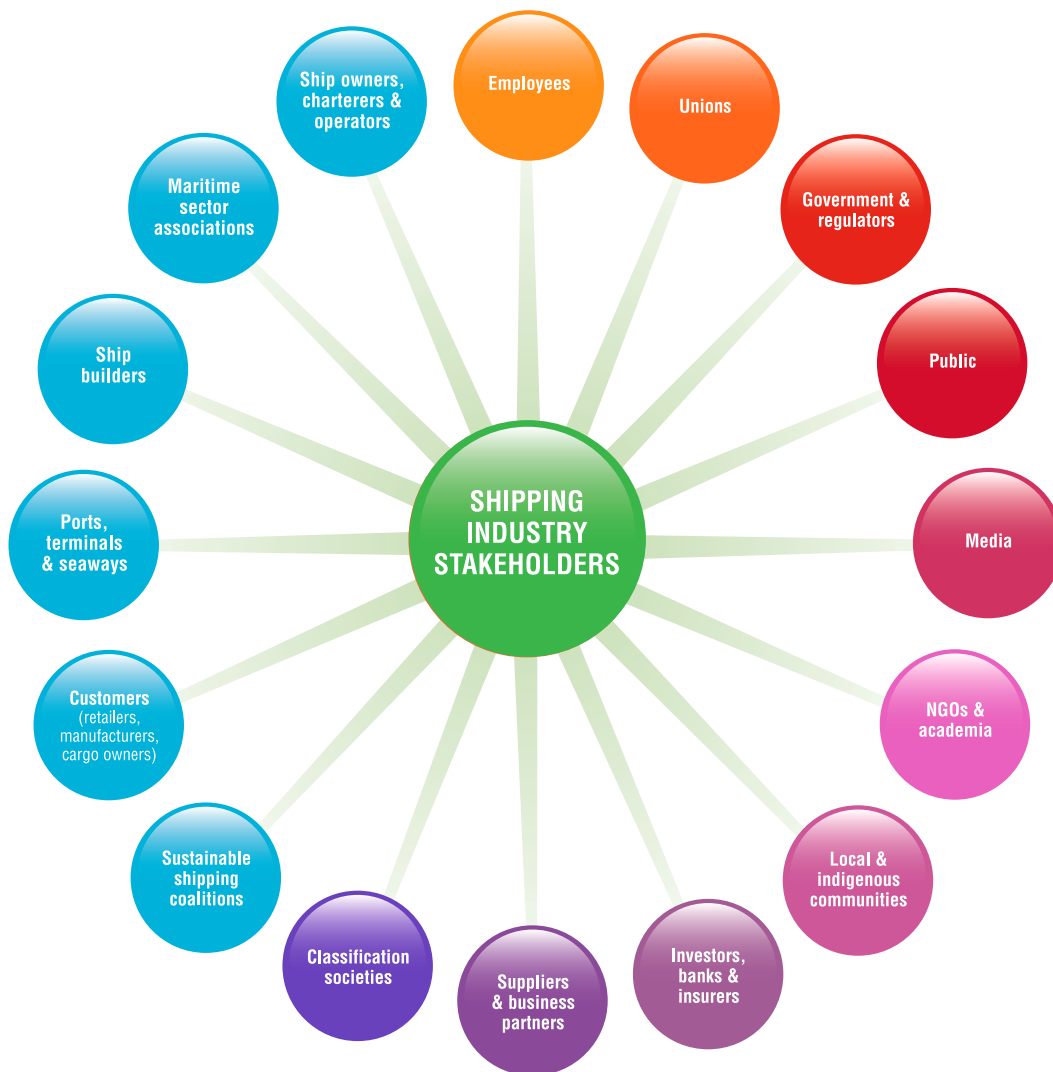 SHIPPING
INDUSTRY
STAKEHOLDERS
Employees
Unions
Government &
regulators
Public
Media
NGOs &
academia
Local &
indigenous
communities
Investors,
banks &
insurers
Suppliers
& business
partners
Classification
societies
Sustainable
shipping
coalitions
Customers
(retailers,
manufacturers,
cargo owners)
Ports,
terminals
& seaways
Ship
builders
Maritime
sector
associations
Ship owners,
charterers &
operators